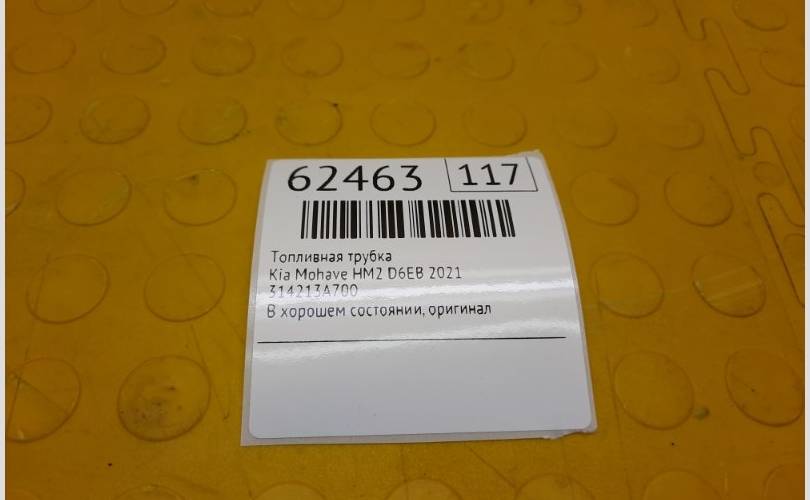 62463 117
Топливная трубка
Kia Mohave HM2 D6EB 2021
314213A700
В хорошем состоянии, оригинал